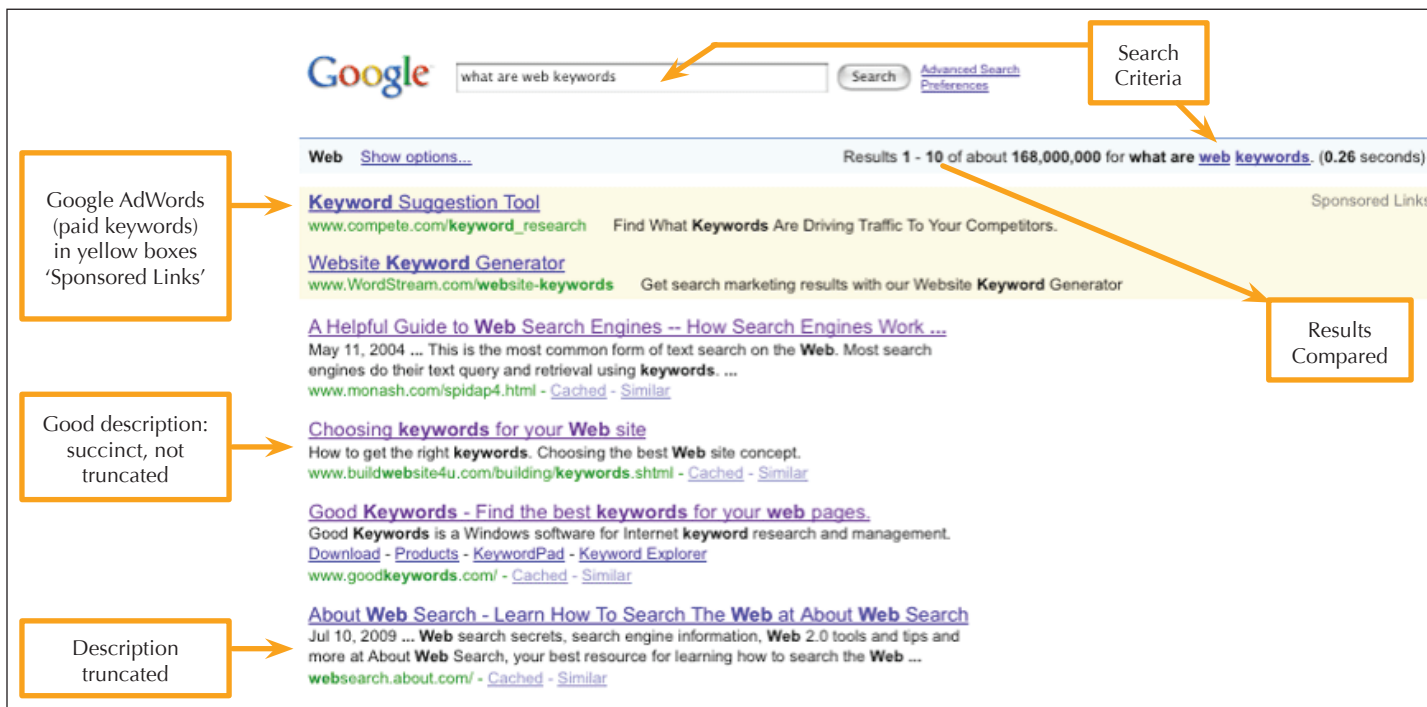 Search
Criteria
Google
what are web keywords
Search
Advanced Search
Preferences
Web Show options...
Results 1 - 10 of about 168,000,000 for what are web keywords. (0.26 seconds)
Google AdWords
(paid keywords)
in yellow boxes
‘Sponsored Links’
Keyword Suggestion Tool
Sponsored Links
www.compete.com/keyword_research Find What Keywords Are Driving Traffic To Your Competitors.
Website Keyword Generator
www.WordStream.com/website-keywords Get search marketing results with our Website Keyword Generator
Results
Compared
A Helpful Guide to Web Search Engines -- How Search Engines Work ...
May 11, 2004 ... This is the most common form of text search on the Web. Most search
engines do their text query and retrieval using keywords. ...
www.monash.com/spidap4.html - Cached - Similar
Good description:
succinct, not
truncated
Choosing keywords for your Web site
How to get the right keywords. Choosing the best Web site concept.
www.buildwebsite4u.com/building/keywords.shtml - Cached - Similar
Good Keywords - Find the best keywords for your web pages.
Good Keywords is a Windows software for Internet keyword research and management.
Download - Products - KeywordPad - Keyword Explorer
www.goodkeywords.com/ - Cached - Similar
Description
truncated
About Web Search - Learn How To Search The Web at About Web Search
Jul 10, 2009 ... Web search secrets, search engine information, Web 2.0 tools and tips and
more at About Web Search, your best resource for learning how to search the Web ...
websearch.about.com/ - Cached - Similar